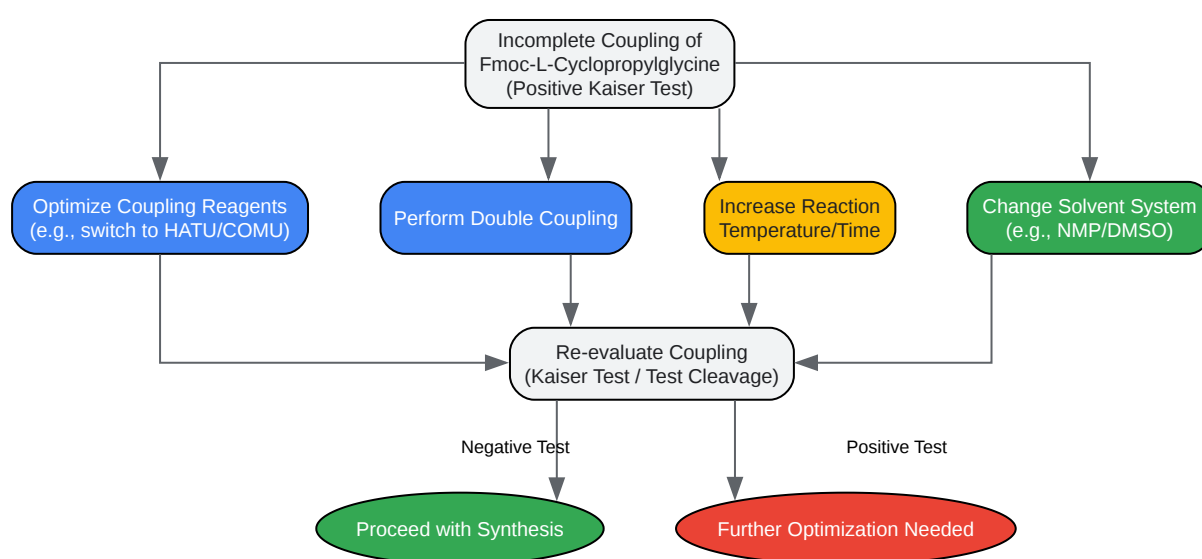 Incomplete Coupling of
Fmoc-L-Cyclopropylglycine
(Positive Kaiser Test)
Optimize Coupling Reagents
(e.g., switch to HATU/COMU)
Perform Double Coupling
Increase Reaction
Temperature/Time
Change Solvent System
(e.g., NMP/DMSO)
Re-evaluate Coupling
(Kaiser Test / Test Cleavage)
Negative Test
Positive Test
Proceed with Synthesis
Further Optimization Needed